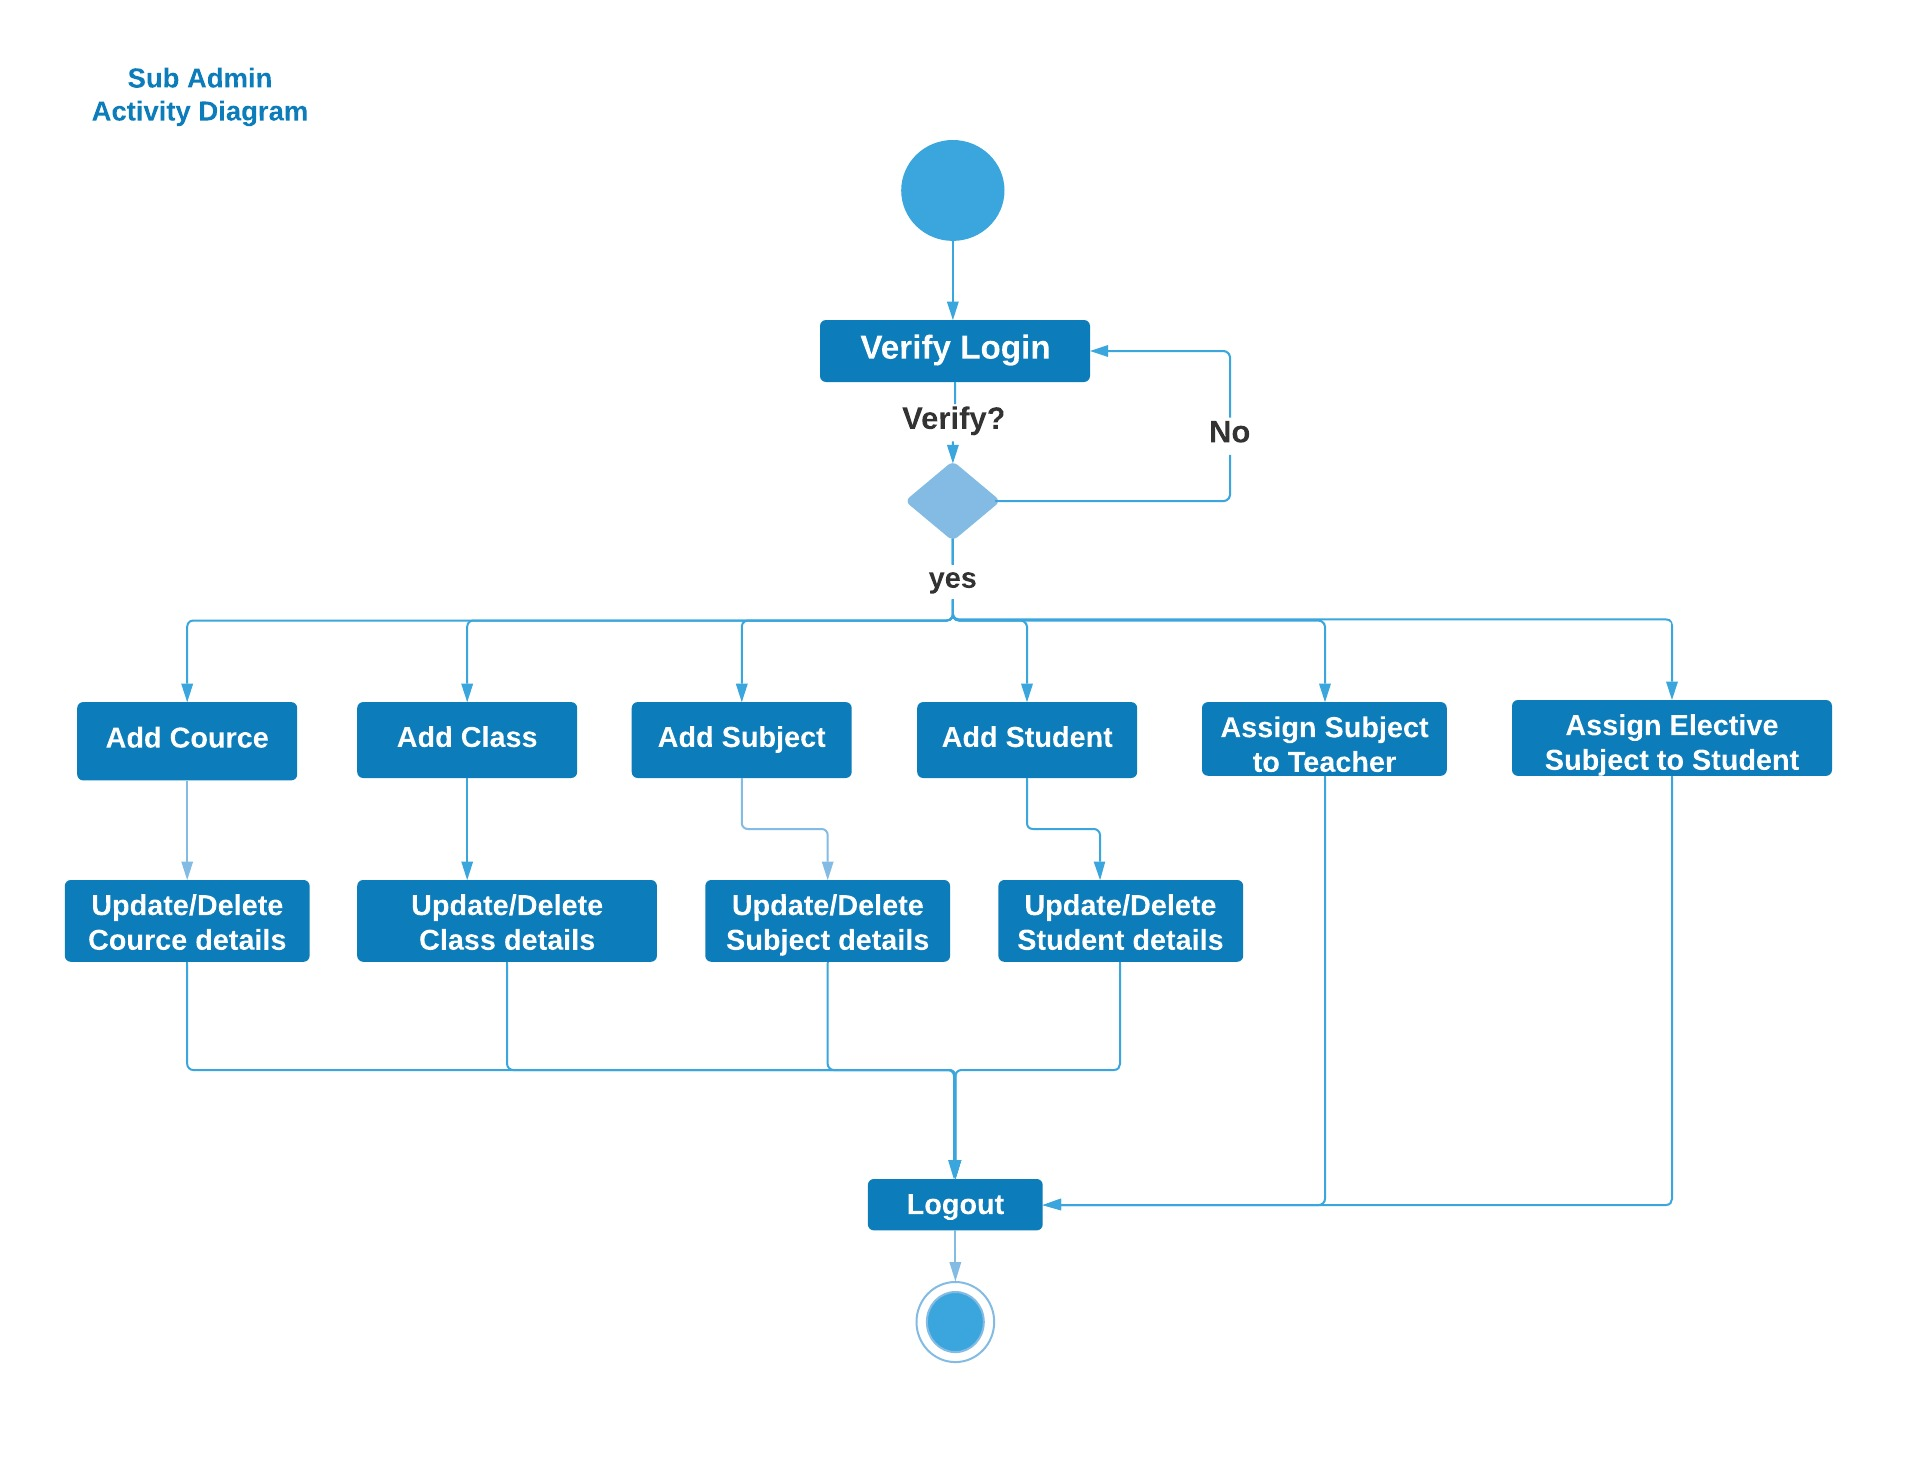 Sub Admin
Activity Diagram
Verify Login
Verify?
No
yes
Add Cource
Add Class
Add Subject
Add Student
Assign Subject
to Teacher
Assign Elective
Subject to Student
Update/Delete
Cource details
Update/Delete
Class details
Update/Delete
Subject details
Update/Delete
Student details
Logout